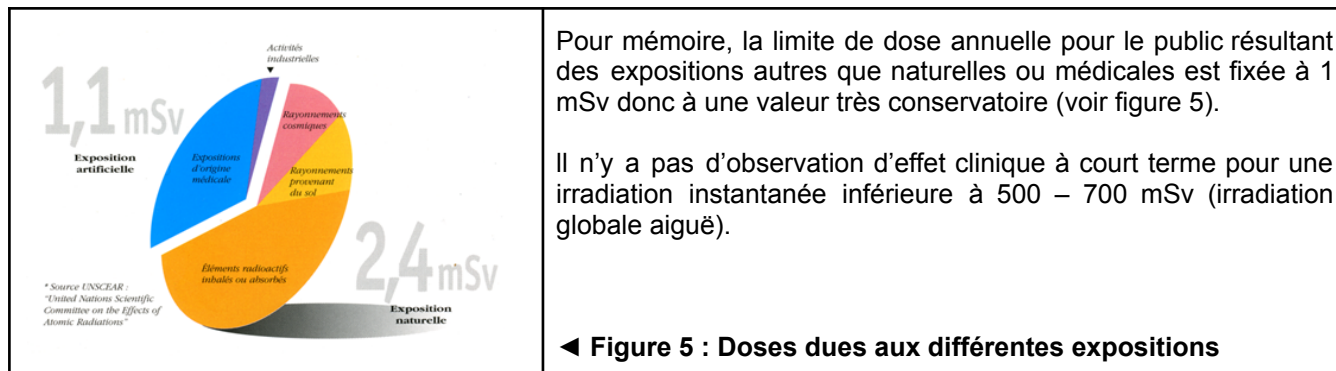 Activités
industrielles
1,1 mSv
Exposition
artificielle
Expositions
d'origine
médicale
Rayonnements
cosmiques
Rayonnements
provenant
du sol
Éléments radioactifs
inhalés ou absorbés
2,4 mSv
Exposition
naturelle
* Source UNSCEAR :
"United Nations Scientific
Committee on the Effects of
Atomic Radiations"
Pour mémoire, la limite de dose annuelle pour le public résultant
des expositions autres que naturelles ou médicales est fixée à 1
mSv donc à une valeur très conservatoire (voir figure 5).
Il n'y a pas d'observation d'effet clinique à court terme pour une
irradiation instantanée inférieure à 500 – 700 mSv (irradiation
globale aiguë).
◄ Figure 5 : Doses dues aux différentes expositions